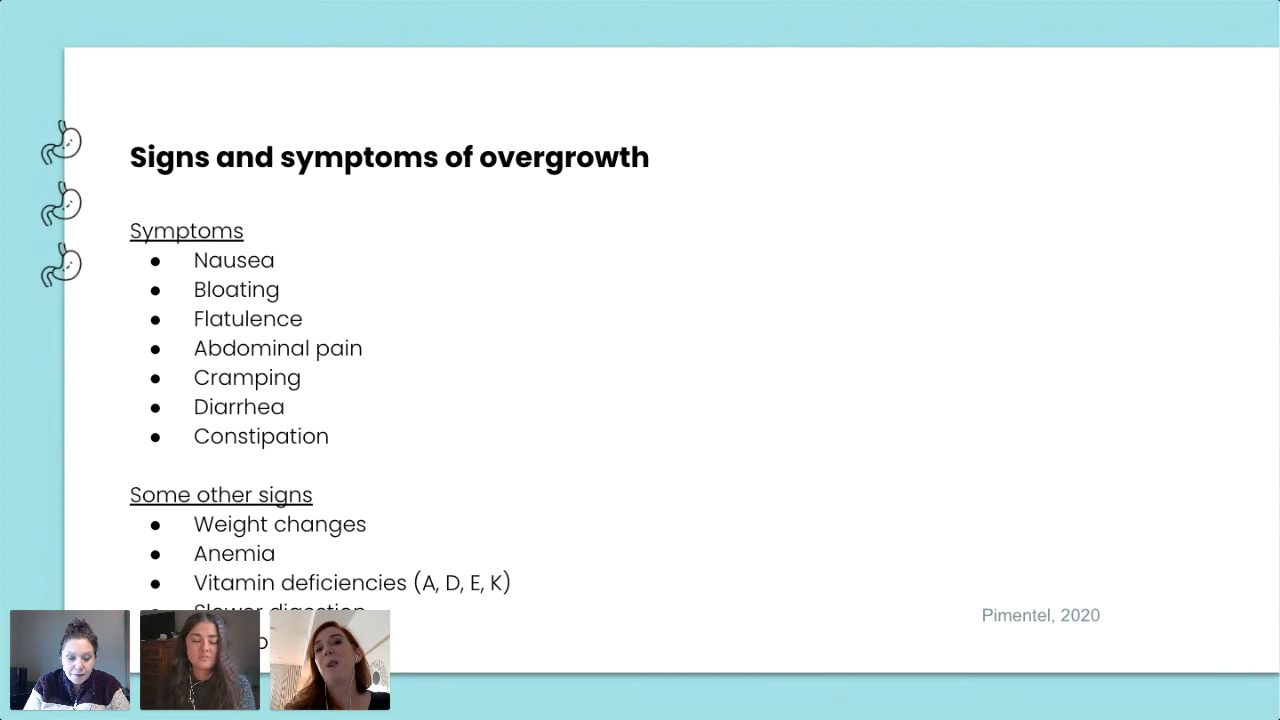 Signs and symptoms of overgrowth
Symptoms
● Nausea
● Bloating
● Flatulence
● Abdominal pain
● Cramping
● Diarrhea
● Constipation
Some other signs
● Weight changes
● Anemia
● Vitamin deficiencies (A, D, E, K)
● Slower digestion
Pimentel, 2020